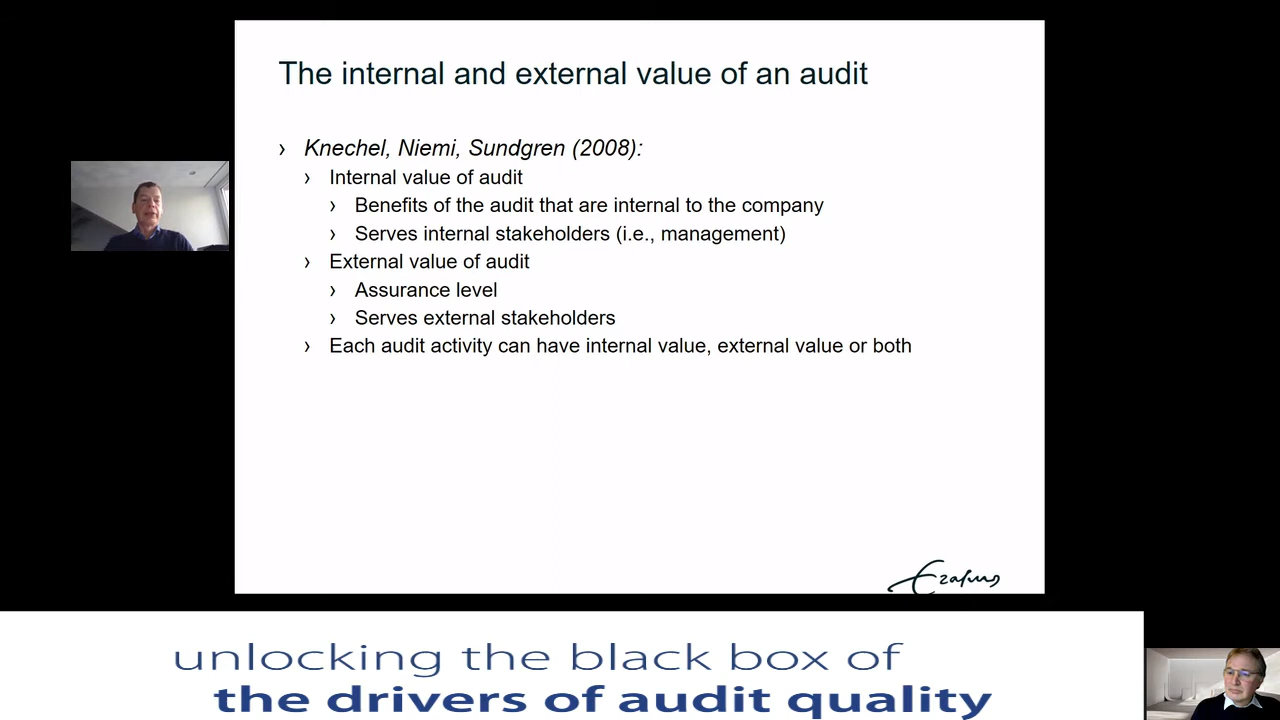 The internal and external value of an audit
› Knechel, Niemi, Sundgren (2008):
› Internal value of audit
› Benefits of the audit that are internal to the company
› Serves internal stakeholders (i.e., management)
› External value of audit
› Assurance level
› Serves external stakeholders
› Each audit activity can have internal value, external value or both
Erasmus
unlocking the black box of
the drivers of audit quality